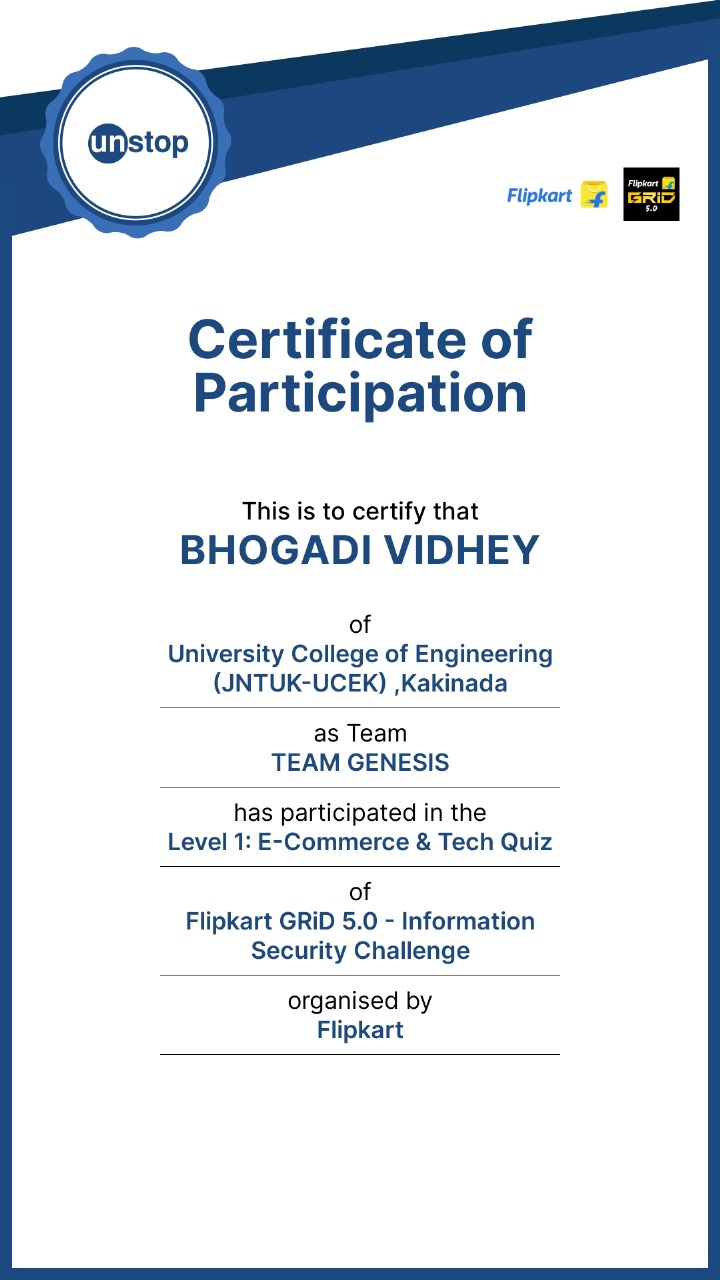 unstop
Flipkart
Flipkart
GRiD
5.0
Certificate of
Participation
This is to certify that
BHOGADI VIDHEY
of
University College of Engineering
(JNTUK-UCEK) ,Kakinada
as Team
TEAM GENESIS
has participated in the
Level 1: E-Commerce & Tech Quiz
of
Flipkart GRiD 5.0 - Information
Security Challenge
organised by
Flipkart